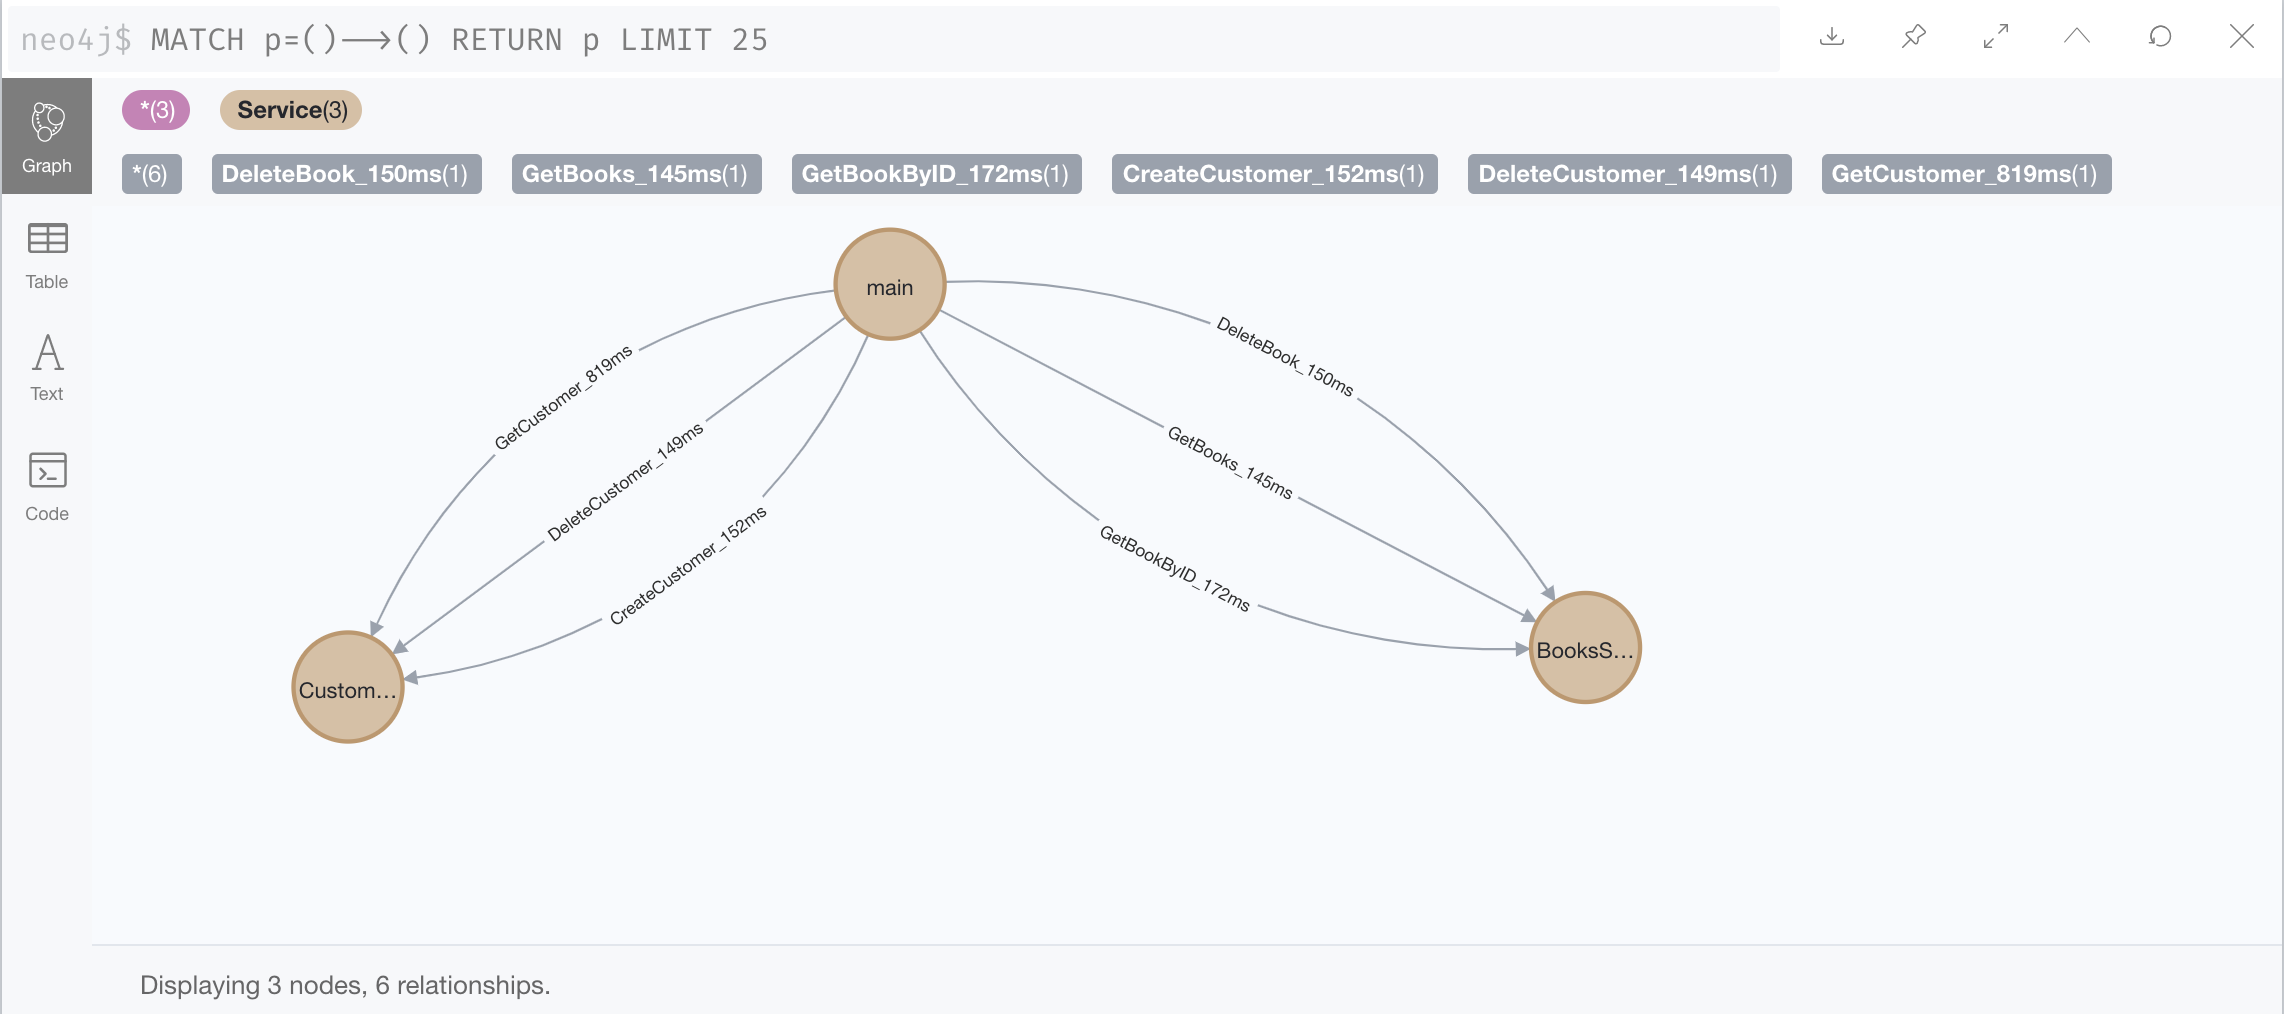 neo4j$ MATCH p=()⟶() RETURN p LIMIT 25
*(3) Service(3)
*(6) DeleteBook_150ms(1) GetBooks_145ms(1) GetBookByID_172ms(1) CreateCustomer_152ms(1) DeleteCustomer_149ms(1) GetCustomer_819ms(1)
Graph
Table
Text
Code
main
GetCustomer_819ms
DeleteCustomer_149ms
CreateCustomer_152ms
DeleteBook_150ms
GetBooks_145ms
GetBookByID_172ms
Custom...
BooksS...
Displaying 3 nodes, 6 relationships.